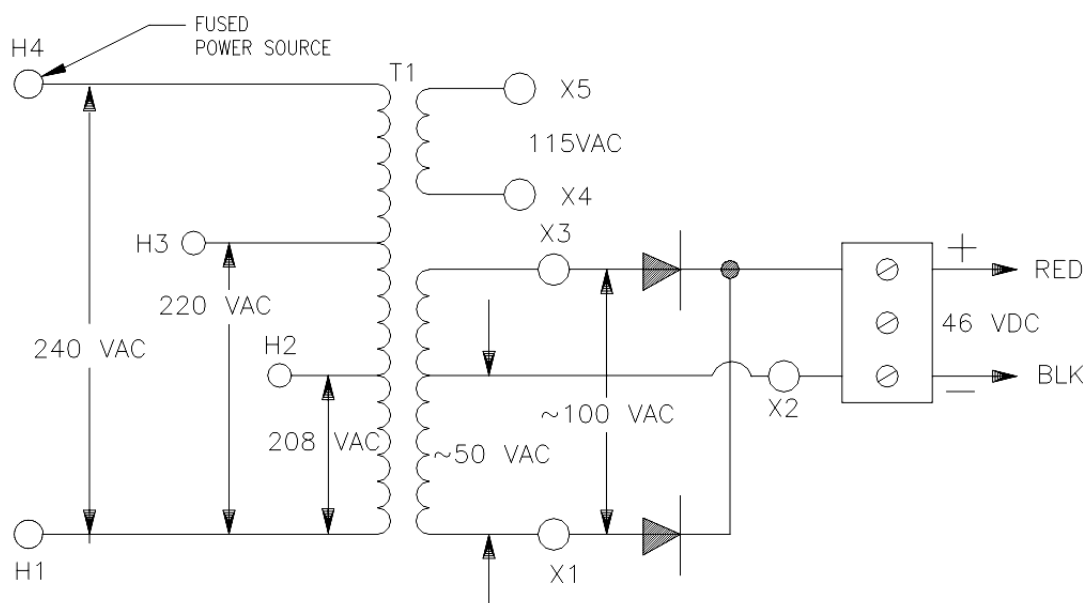 FUSED
POWER SOURCE
H4
T1
X5
115VAC
X4
H3
X3
RED
220 VAC
46 VDC
240 VAC
H2
BLK
X2
~100 VAC
208 VAC
~50 VAC
H1
X1
+
—